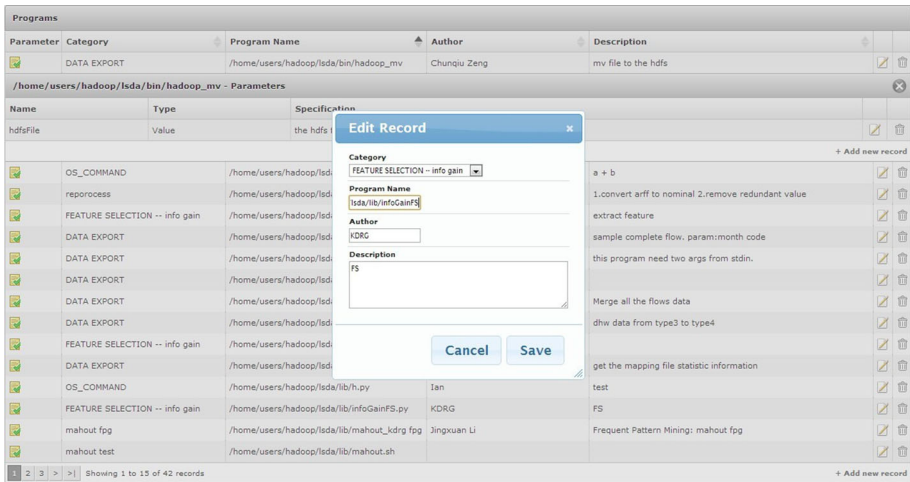 Programs
Parameter Category Program Name Author Description
DATA EXPORT /home/users/hadoop/lsda/bin/hadoop_mv Chunqiu Zeng mv file to the hdfs
/home/users/hadoop/lsda/bin/hadoop_mv - Parameters
Name Type Specification
hdfsFile Value the hdfs
+ Add new record
OS_COMMAND /home/users/hadoop/lsda a + b
reporocess /home/users/hadoop/lsda 1.convert arff to nominal 2.remove redundant value
FEATURE SELECTION -- info gain /home/users/hadoop/lsda extract feature
DATA EXPORT /home/users/hadoop/lsda sample complete flow. param:month code
DATA EXPORT /home/users/hadoop/lsda this program need two args from stdin.
DATA EXPORT /home/users/hadoop/lsda
DATA EXPORT /home/users/hadoop/lsda Merge all the flows data
DATA EXPORT /home/users/hadoop/lsda dhw data from type3 to type4
FEATURE SELECTION -- info gain /home/users/hadoop/lsda
DATA EXPORT /home/users/hadoop/lsda get the mapping file statistic information
OS_COMMAND /home/users/hadoop/lsda/lib/h.py Ian test
FEATURE SELECTION -- info gain /home/users/hadoop/lsda/lib/infoGainFS.py KDRG FS
mahout fpg /home/users/hadoop/lsda/lib/mahout_kdrg fpg Jingxuan Li Frequent Pattern Mining: mahout fpg
mahout test /home/users/hadoop/lsda/lib/mahout.sh
1 2 3 > >| Showing 1 to 15 of 42 records + Add new record
Edit Record
Category
FEATURE SELECTION -- info gain
Program Name
lsda/lib/infoGainFS
Author
KDRG
Description
FS
Cancel Save